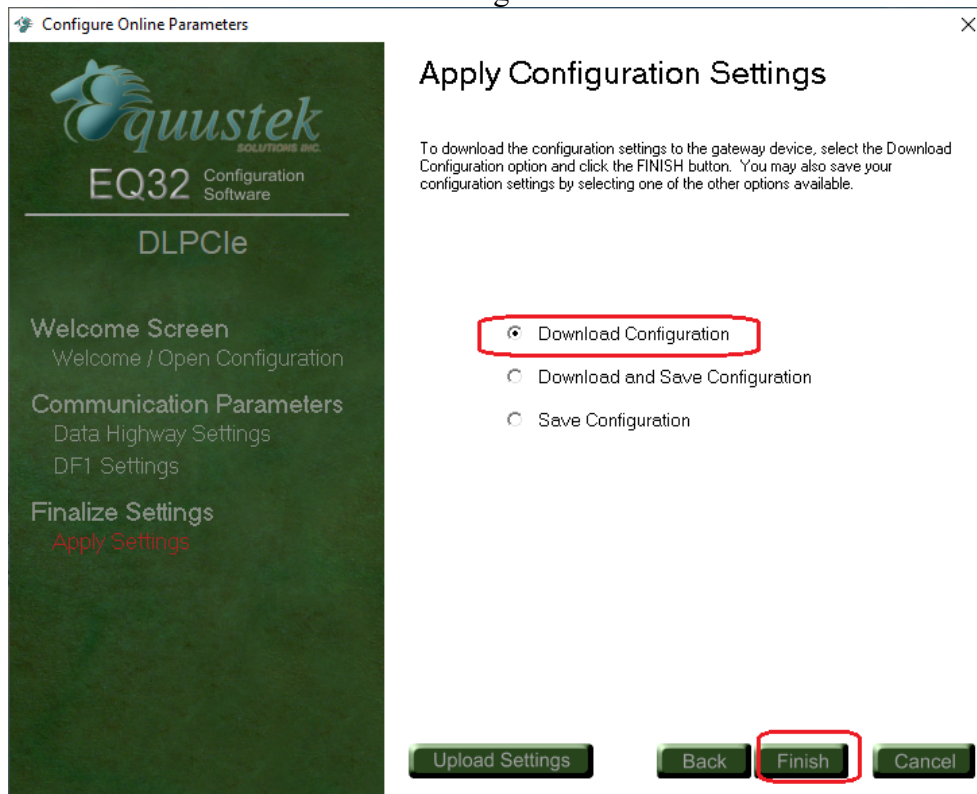 Configure Online Parameters
Equustek
SOLUTIONS INC.
EQ32 Configuration
Software
DLPCIe
Welcome Screen
Welcome / Open Configuration
Communication Parameters
Data Highway Settings
DF1 Settings
Finalize Settings
Apply Settings
Apply Configuration Settings
To download the configuration settings to the gateway device, select the Download
Configuration option and click the FINISH button. You may also save your
configuration settings by selecting one of the other options available.
Download Configuration
Download and Save Configuration
Save Configuration
Upload Settings
Back
Finish
Cancel